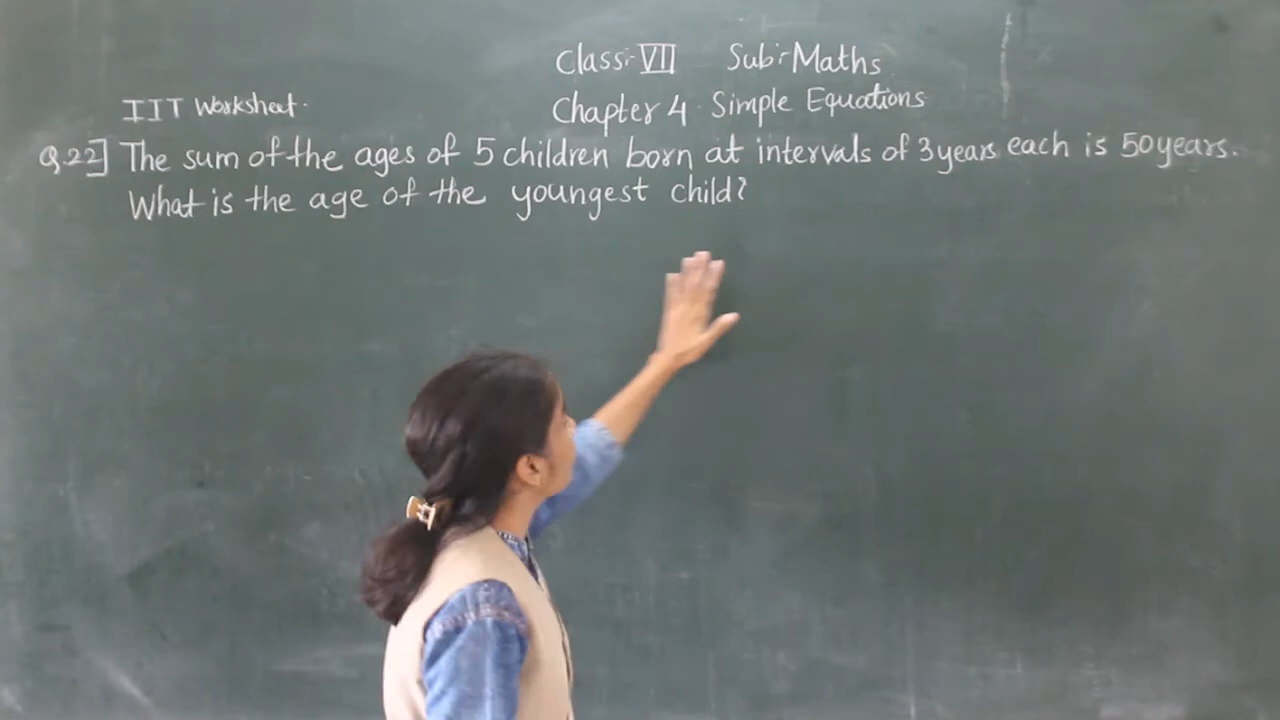 Class:- VII Sub:- Maths
IIT Worksheet.
Chapter 4. Simple Equations
Q.22] The sum of the ages of 5 children born at intervals of 3 years each is 50 years.
What is the age of the youngest child?